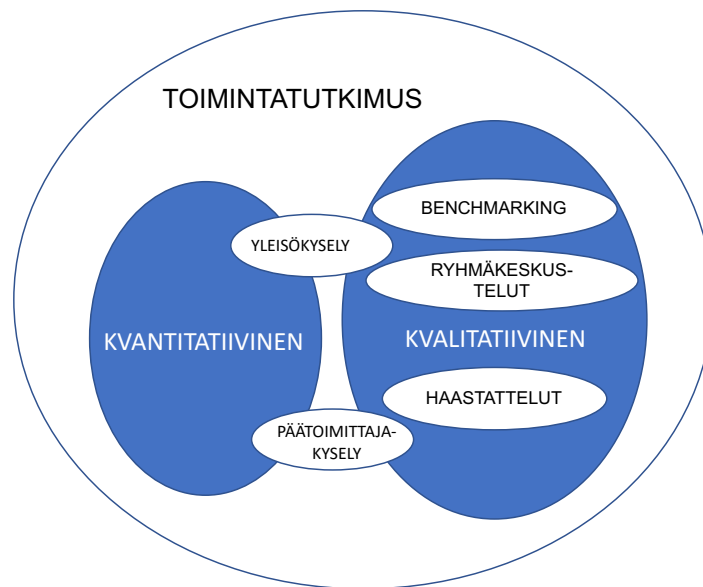 TOIMINTATUTKIMUS
BENCHMARKING
YLEISÖKYSELY
RYHMÄKESKUS-
TELUT
KVANTITATIIVINEN
KVALITATIIVINEN
HAASTATTELUT
PÄÄTOIMITTAJA-
KYSELY